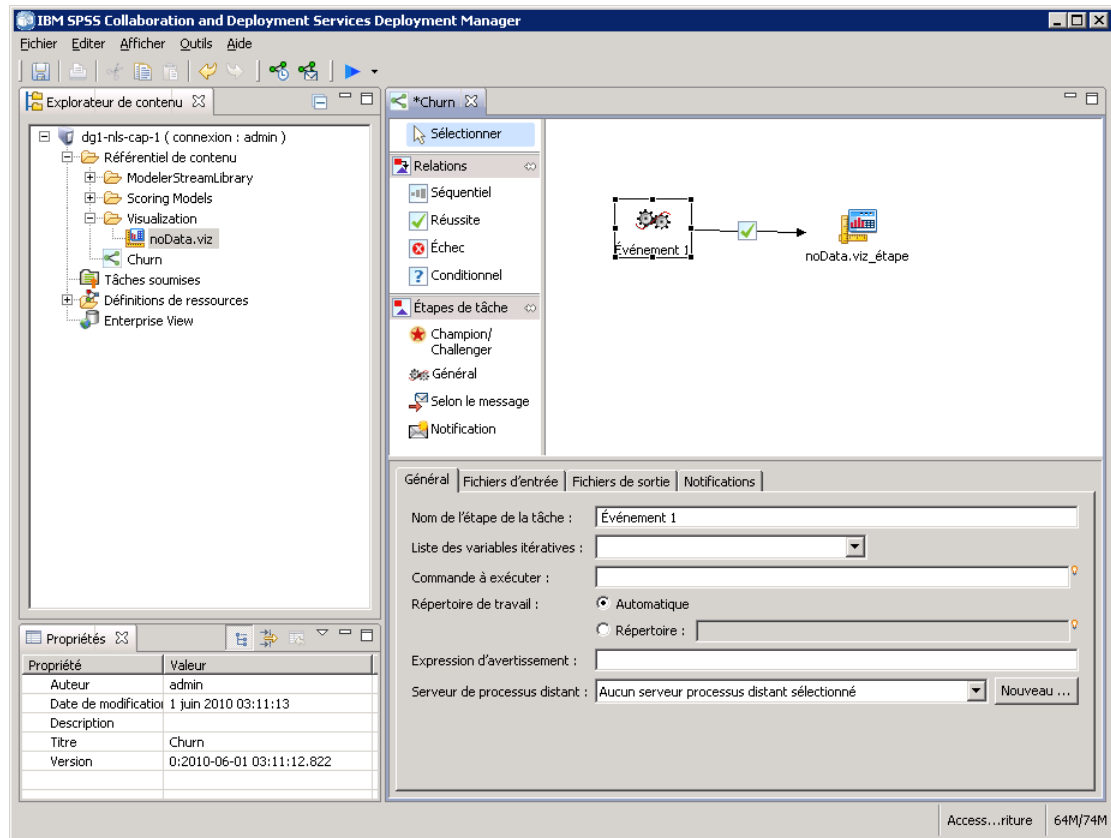 IBM SPSS Collaboration and Deployment Services Deployment Manager
Fichier Editer Afficher Outils Aide
Explorateur de contenu
dg1-nls-cap-1 ( connexion : admin )
Référentiel de contenu
ModelerStreamLibrary
Scoring Models
Visualization
noData.viz
Churn
Tâches soumises
Définitions de ressources
Enterprise View
*Churn
Sélectionner
Relations
Séquentiel
Réussite
Échec
Conditionnel
Étapes de tâche
Champion/
Challenger
Général
Selon le message
Notification
Événement 1
noData.viz_étape
Général Fichiers d'entrée Fichiers de sortie Notifications
Nom de l'étape de la tâche : Événement 1
Liste des variables itératives :
Commande à exécuter :
Répertoire de travail : Automatique
Répertoire :
Expression d'avertissement :
Serveur de processus distant : Aucun serveur processus distant sélectionné Nouveau ...
Propriétés
Propriété Valeur
Auteur admin
Date de modificatio 1 juin 2010 03:11:13
Description
Titre Churn
Version 0:2010-06-01 03:11:12.822
Access...riture 64M/74M